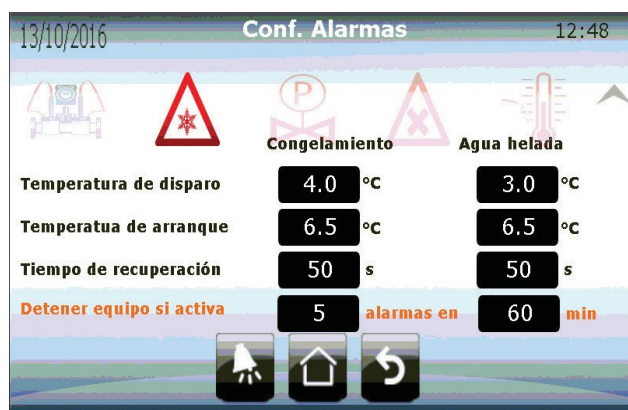 13/10/2016 Conf. Alarmas 12:48
P
Congelamiento Agua helada
Temperatura de disparo 4.0 °C 3.0 °C
Temperatua de arranque 6.5 °C 6.5 °C
Tiempo de recuperación 50 s 50 s
Detener equipo si activa 5 alarmas en 60 min